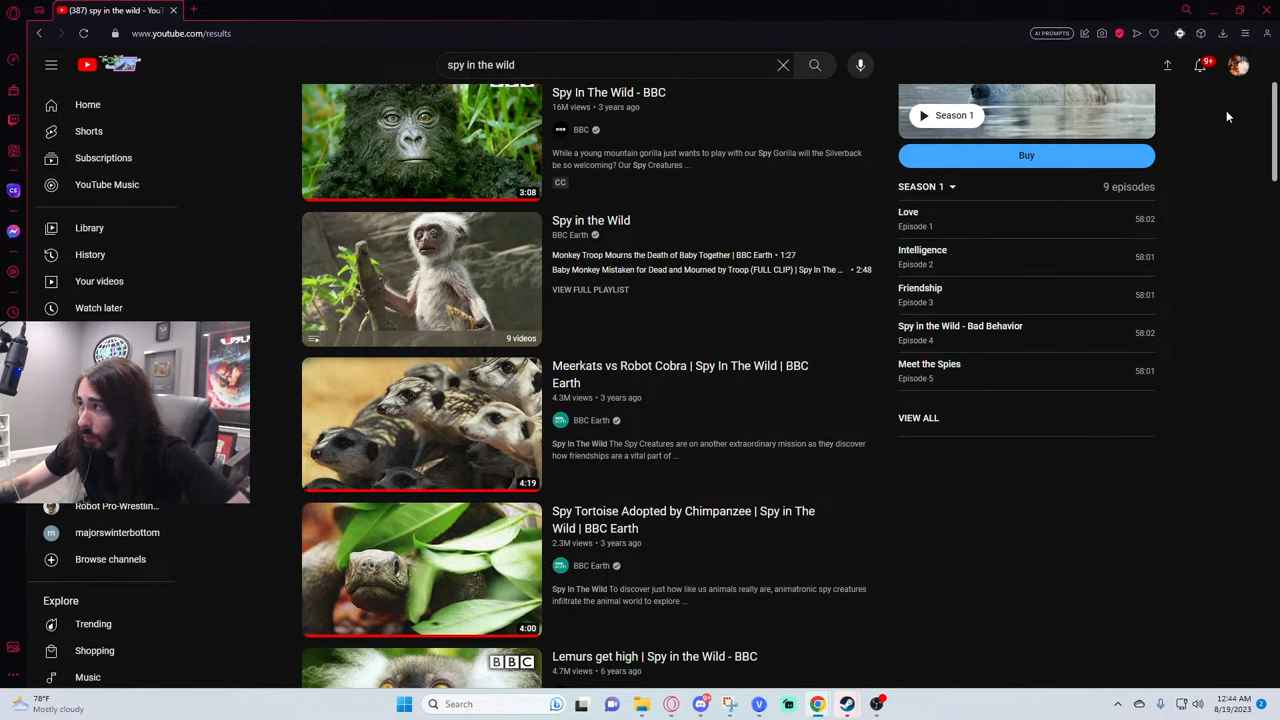 (387) spy in the wild - YouT
www.youtube.com/results
AI PROMPTS
spy in the wild
9+
Home
Shorts
Subscriptions
YouTube Music
Library
History
Your videos
Watch later
Robot Pro-Wrestlin...
m majorswinterbottom
Browse channels
Explore
Trending
Shopping
Music
3:08
Spy In The Wild - BBC
16M views • 3 years ago
BBC
While a young mountain gorilla just wants to play with our Spy Gorilla will the Silverback
be so welcoming? Our Spy Creatures ...
CC
9 videos
Spy in the Wild
BBC Earth
Monkey Troop Mourns the Death of Baby Together | BBC Earth • 1:27
Baby Monkey Mistaken for Dead and Mourned by Troop (FULL CLIP) | Spy In The ... • 2:48
VIEW FULL PLAYLIST
4:19
Meerkats vs Robot Cobra | Spy In The Wild | BBC
Earth
4.3M views • 3 years ago
BBC Earth
Spy In The Wild The Spy Creatures are on another extraordinary mission as they discover
how friendships are a vital part of ...
4:00
Spy Tortoise Adopted by Chimpanzee | Spy in The
Wild | BBC Earth
2.3M views • 3 years ago
BBC Earth
Spy In The Wild To discover just how like us animals really are, animatronic spy creatures
infiltrate the animal world to explore ...
BBC
Lemurs get high | Spy in the Wild - BBC
4.7M views • 6 years ago
Season 1
Buy
SEASON 1
9 episodes
Love
Episode 1
58:02
Intelligence
Episode 2
58:01
Friendship
Episode 3
58:01
Spy in the Wild - Bad Behavior
Episode 4
58:02
Meet the Spies
Episode 5
58:01
VIEW ALL
78°F
Mostly cloudy
Search
9+
12:44 AM
8/19/2023
2